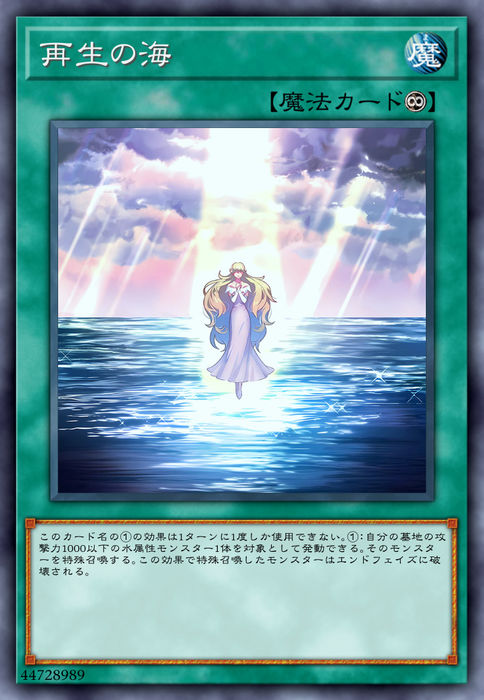 再生の海
魔
【魔法カード♾】
このカード名の①の効果は1ターンに1度しか使用できない。①:自分の墓地の攻
撃力1000以下の水属性モンスター1体を対象として発動できる。そのモンスター
を特殊召喚する。この効果で特殊召喚したモンスターはエンドフェイズに破
壊される。
44728989